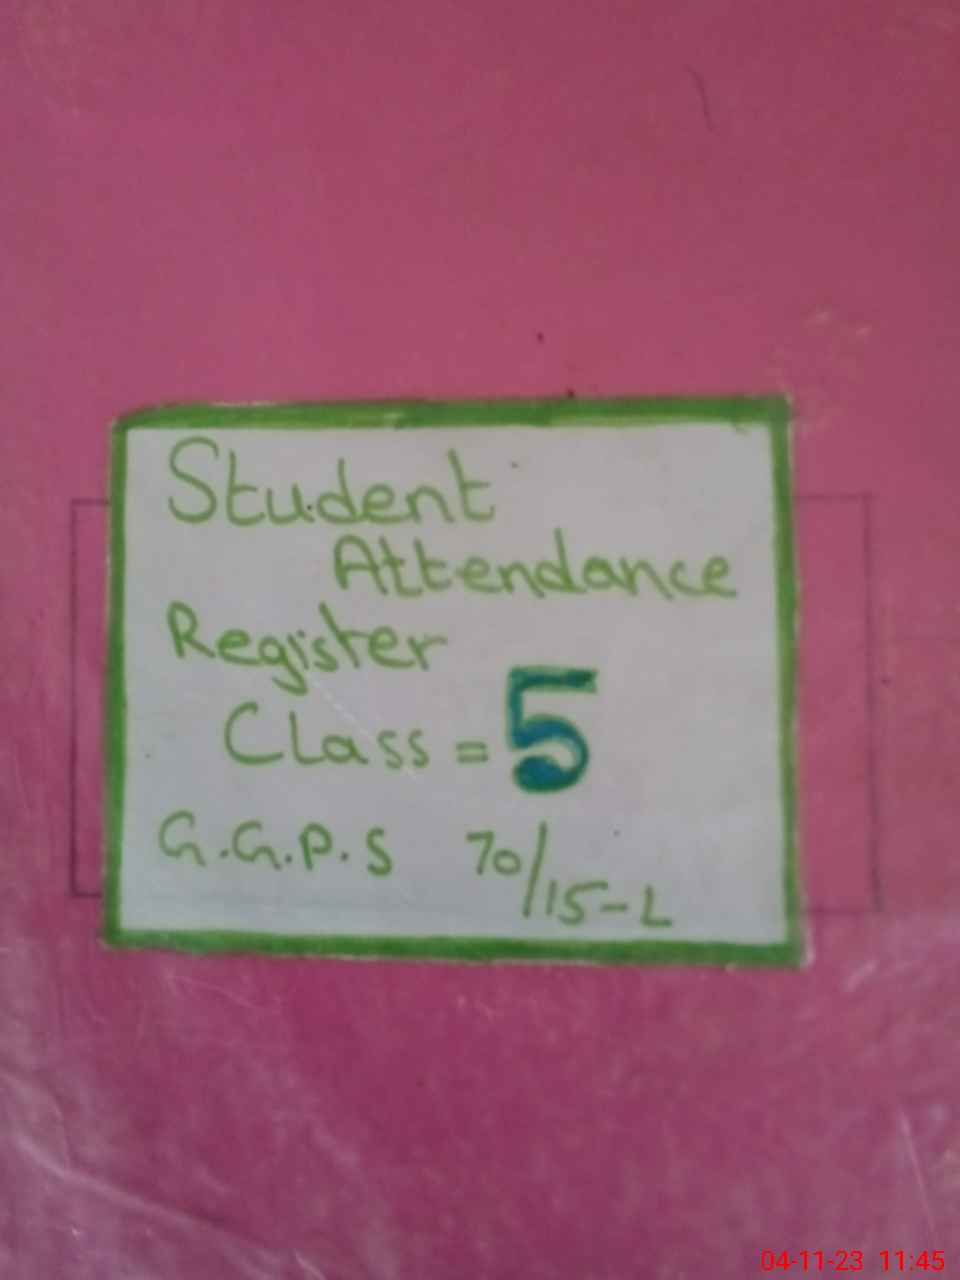 Student
Attendance
Register
Class = 5
G.G.P.S 70/15-L
04-11-23 11:45